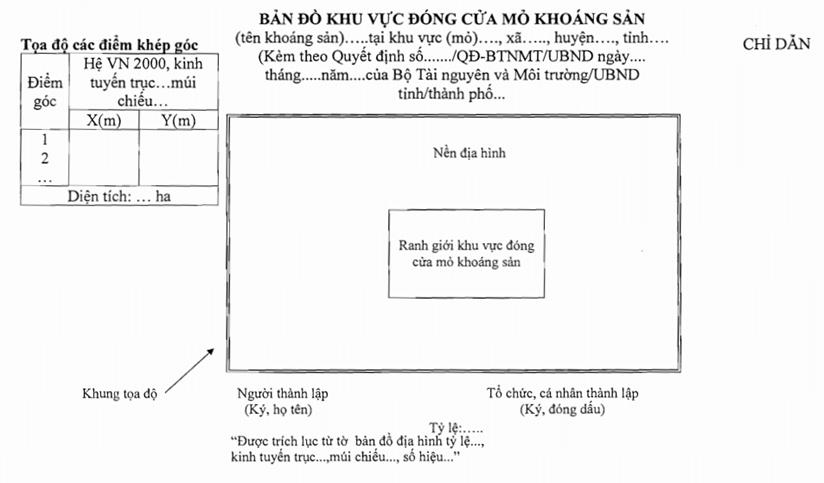 BẢN ĐỒ KHU VỰC ĐÓNG CỬA MỎ KHOÁNG SẢN
(tên khoáng sản).....tại khu vực (mỏ)...., xã....., huyện...., tỉnh....
(Kèm theo Quyết định số......./QĐ-BTNMT/UBND ngày....
tháng.....năm....của Bộ Tài nguyên và Môi trường/UBND
tỉnh/thành phố...
CHỈ DẪN
Tọa độ các điểm khép góc
Điểm góc
Hệ VN 2000, kinh
tuyến trục...múi
chiếu...
X(m) Y(m)
1
2
...
Diện tích: ... ha
Nền địa hình
Ranh giới khu vực đóng
cửa mỏ khoáng sản
Khung tọa độ
Người thành lập
(Ký, họ tên)
Tổ chức, cá nhân thành lập
(Ký, đóng dấu)
Tỷ lệ:.....
“Được trích lục từ tờ bản đồ địa hình tỷ lệ...,
kinh tuyến trục...,múi chiếu..., số hiệu...”